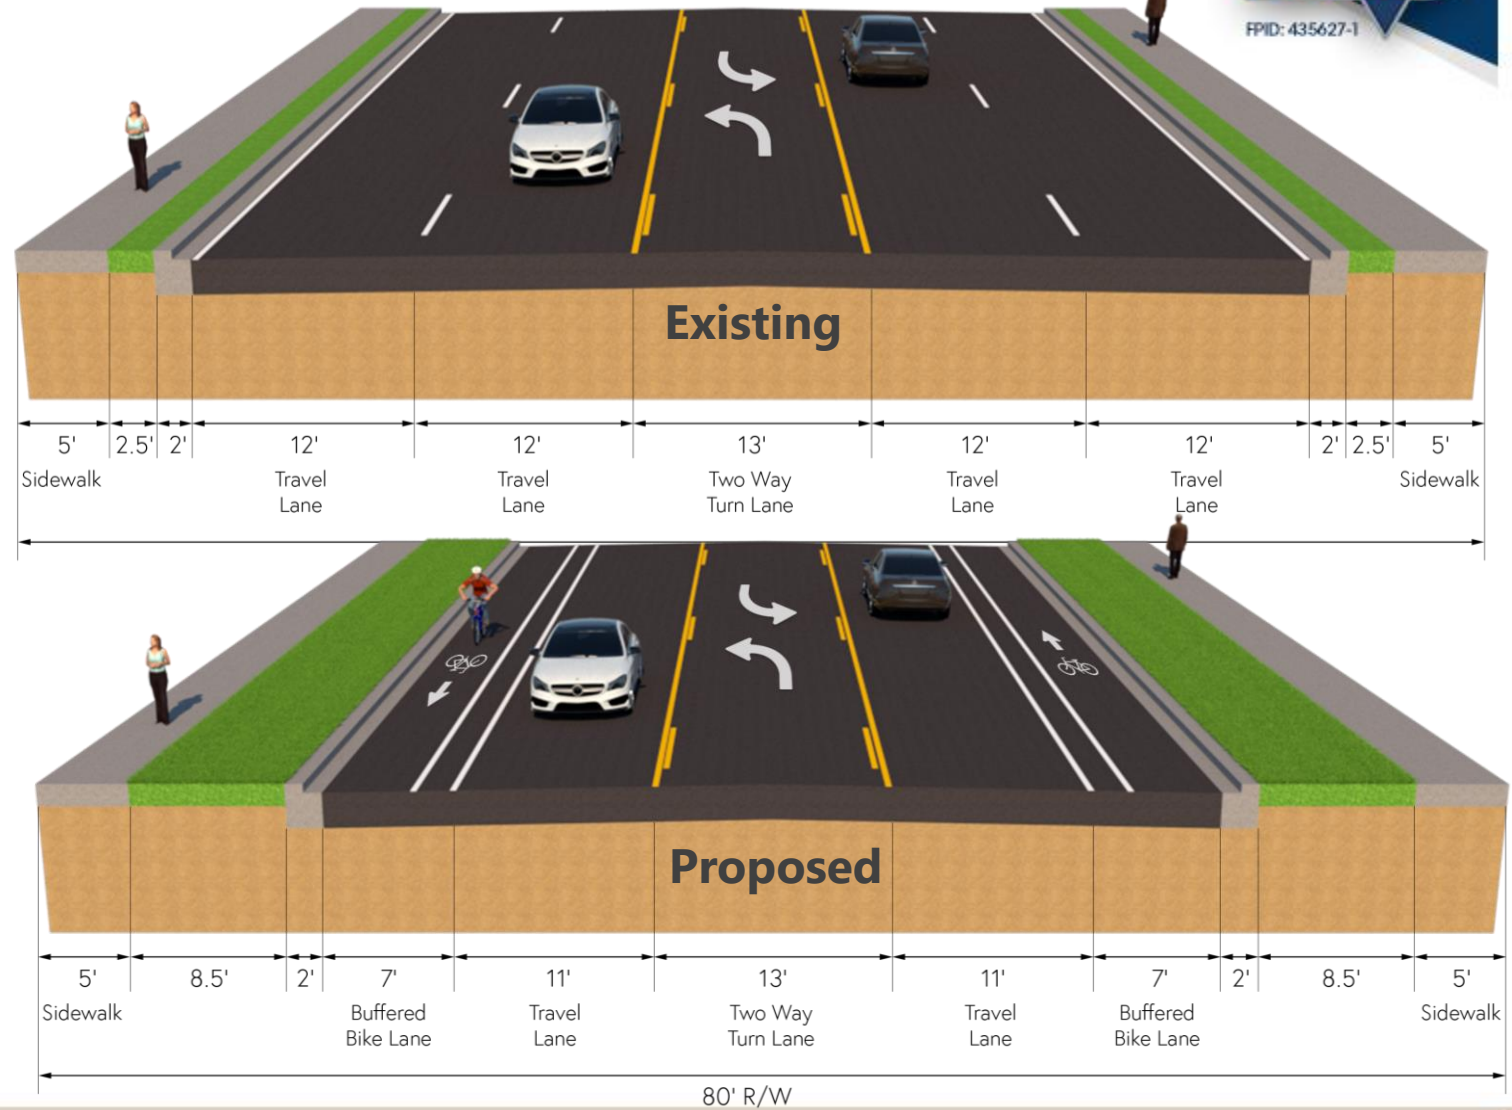 FPID: 435627-1
Existing
5' 2.5' 2' 12' 12' 13' 12' 12' 2' 2.5' 5'
Sidewalk Travel Travel Two Way Travel Travel Sidewalk
Lane Lane Turn Lane Lane Lane
Proposed
5' 8.5' 2' 7' 11' 13' 11' 7' 2' 8.5' 5'
Sidewalk Buffered Travel Two Way Travel Buffered Sidewalk
Bike Lane Lane Turn Lane Lane Bike Lane
80' R/W